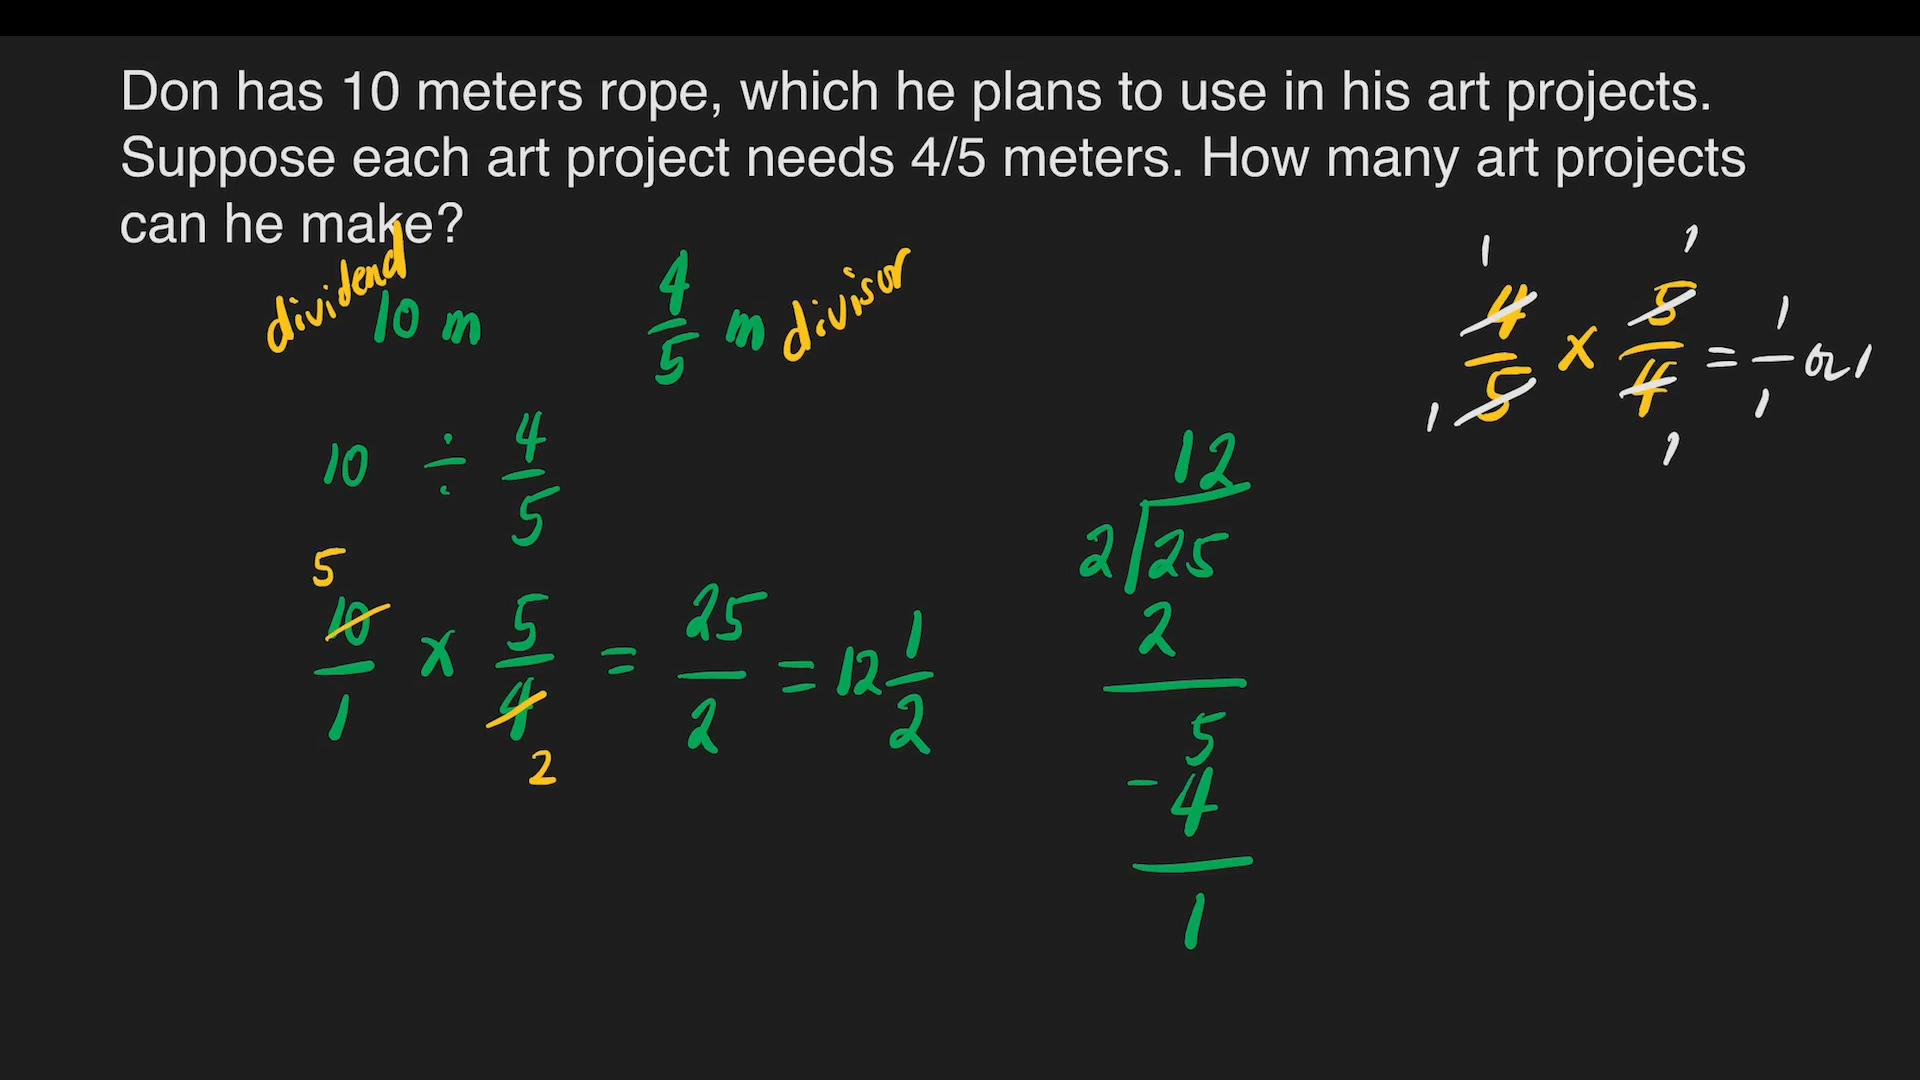 Don has 10 meters rope, which he plans to use in his art projects.
Suppose each art project needs 4/5 meters. How many art projects
can he make?
dividend
10 m
4/5 m divisor
10 ÷ 4/5
5
10/1 × 5/4 = 25/2 = 12 1/2
2
12
2)25
2
5
- 4
1
1 1
4/5 × 5/4 = 1/1 or 1
1 1